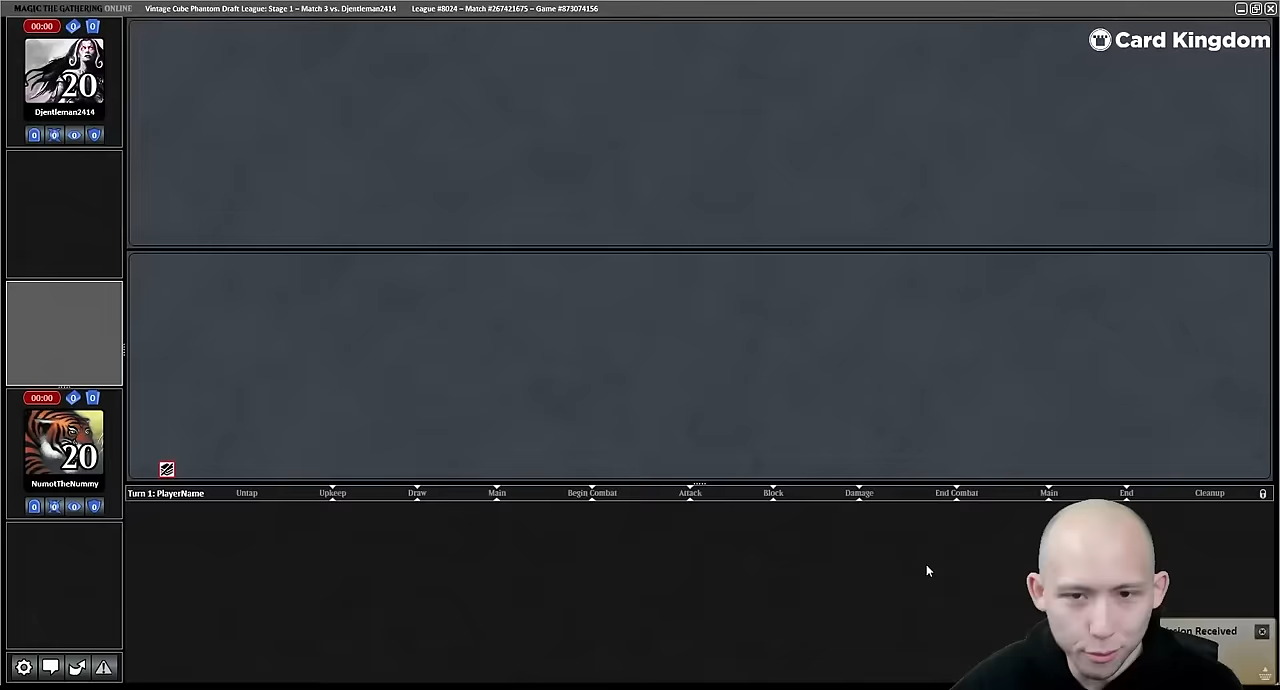 MAGIC THE GATHERING ONLINE
Vintage Cube Phantom Draft League: Stage 1 – Match 3 vs. Djentleman2414 League #8024 – Match #267421675 – Game #873074156
00:00 0 0
Card Kingdom
20
Djentleman2414
0 0 0 0
00:00 0 0
20
NumotTheNummy
0 0 0 0
Turn 1: PlayerName Untap Upkeep Draw Main Begin Combat Attack Block Damage End Combat Main End Cleanup
Received